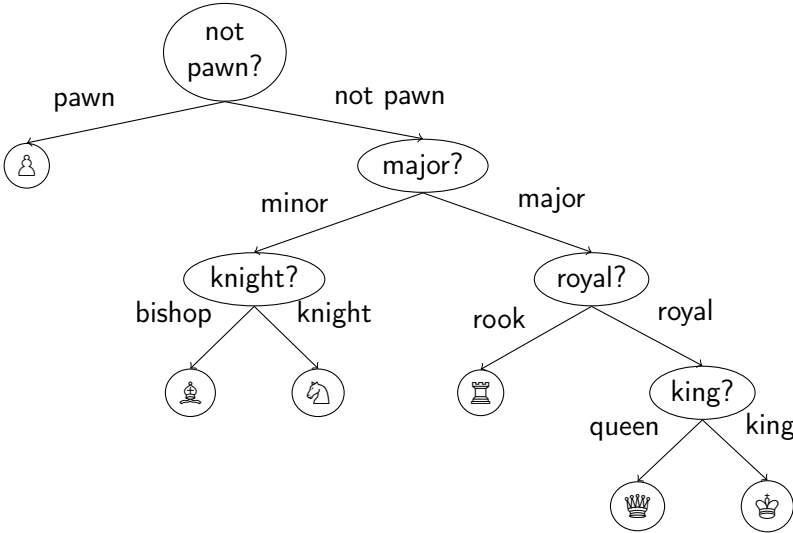 not
pawn?
pawn
not pawn
♙
major?
minor
major
knight?
royal?
bishop
knight
rook
royal
♗
♘
♖
king?
queen
king
♕
♔